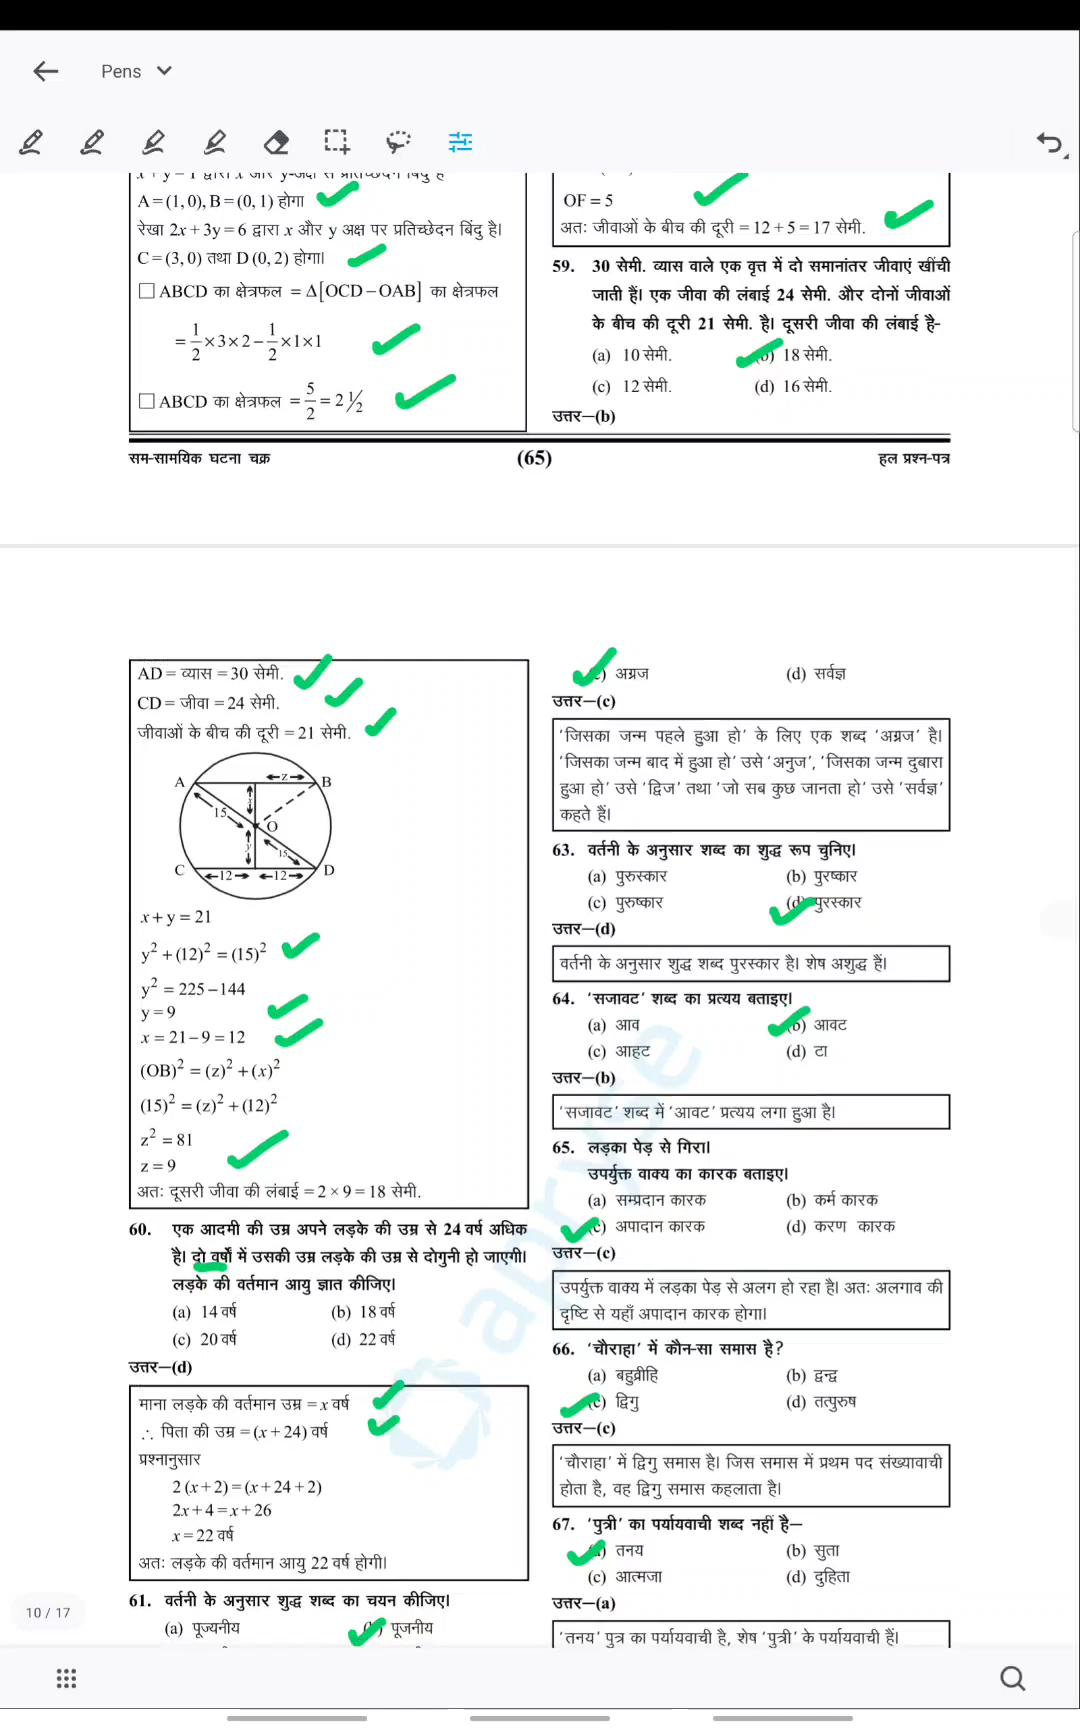 Pens
A=(1, 0), B=(0, 1) होगा
रेखा 2x+3y=6 द्वारा x और y अक्ष पर प्रतिच्छेदन बिंदु है।
C=(3, 0) तथा D (0, 2) होगा।
□ ABCD का क्षेत्रफल = Δ[OCD−OAB] का क्षेत्रफल
= 1/2 ×3×2− 1/2 ×1×1
□ ABCD का क्षेत्रफल = 5/2 = 2 1/2
OF = 5
अतः जीवाओं के बीच की दूरी = 12 + 5 = 17 सेमी.
59. 30 सेमी. व्यास वाले एक वृत्त में दो समानांतर जीवाएं खींची
जाती हैं। एक जीवा की लंबाई 24 सेमी. और दोनों जीवाओं
के बीच की दूरी 21 सेमी. है। दूसरी जीवा की लंबाई है-
(a) 10 सेमी. (b) 18 सेमी.
(c) 12 सेमी. (d) 16 सेमी.
उत्तर—(b)
सम-सामयिक घटना चक्र (65) हल प्रश्न-पत्र
AD = व्यास = 30 सेमी.
CD = जीवा = 24 सेमी.
जीवाओं के बीच की दूरी = 21 सेमी.
A z B
x
15
O
y
15
C 12 12 D
x + y = 21
y² + (12)² = (15)²
y² = 225 − 144
y = 9
x = 21 − 9 = 12
(OB)² = (z)² + (x)²
(15)² = (z)² + (12)²
z² = 81
z = 9
अतः दूसरी जीवा की लंबाई = 2 × 9 = 18 सेमी.
60. एक आदमी की उम्र अपने लड़के की उम्र से 24 वर्ष अधिक
है। दो वर्षों में उसकी उम्र लड़के की उम्र से दोगुनी हो जाएगी।
लड़के की वर्तमान आयु ज्ञात कीजिए।
(a) 14 वर्ष (b) 18 वर्ष
(c) 20 वर्ष (d) 22 वर्ष
उत्तर—(d)
माना लड़के की वर्तमान उम्र = x वर्ष
∴ पिता की उम्र = (x + 24) वर्ष
प्रश्नानुसार
2 (x + 2) = (x + 24 + 2)
2x + 4 = x + 26
x = 22 वर्ष
अतः लड़के की वर्तमान आयु 22 वर्ष होगी।
61. वर्तनी के अनुसार शुद्ध शब्द का चयन कीजिए।
(a) पूज्यनीय पूजनीय
अग्रज (d) सर्वज्ञ
उत्तर—(c)
'जिसका जन्म पहले हुआ हो' के लिए एक शब्द 'अग्रज' है।
'जिसका जन्म बाद में हुआ हो' उसे 'अनुज', 'जिसका जन्म दुबारा
हुआ हो' उसे 'द्विज' तथा 'जो सब कुछ जानता हो' उसे 'सर्वज्ञ'
कहते हैं।
63. वर्तनी के अनुसार शब्द का शुद्ध रूप चुनिए।
(a) पुरुस्कार (b) पुरष्कार
(c) पुरुष्कार (d) पुरस्कार
उत्तर—(d)
वर्तनी के अनुसार शुद्ध शब्द पुरस्कार है। शेष अशुद्ध हैं।
64. 'सजावट' शब्द का प्रत्यय बताइए।
(a) आव (b) आवट
(c) आहट (d) टा
उत्तर—(b)
'सजावट' शब्द में 'आवट' प्रत्यय लगा हुआ है।
65. लड़का पेड़ से गिरा।
उपर्युक्त वाक्य का कारक बताइए।
(a) सम्प्रदान कारक (b) कर्म कारक
(c) अपादान कारक (d) करण कारक
उत्तर—(c)
उपर्युक्त वाक्य में लड़का पेड़ से अलग हो रहा है। अतः अलगाव की
दृष्टि से यहाँ अपादान कारक होगा।
66. 'चौराहा' में कौन-सा समास है?
(a) बहुव्रीहि (b) द्वन्द्व
(c) द्विगु (d) तत्पुरुष
उत्तर—(c)
'चौराहा' में द्विगु समास है। जिस समास में प्रथम पद संख्यावाची
होता है, वह द्विगु समास कहलाता है।
67. 'पुत्री' का पर्यायवाची शब्द नहीं है—
(a) तनय (b) सुता
(c) आत्मजा (d) दुहिता
उत्तर—(a)
'तनय' पुत्र का पर्यायवाची है, शेष 'पुत्री' के पर्यायवाची हैं।
apryse
10 / 17